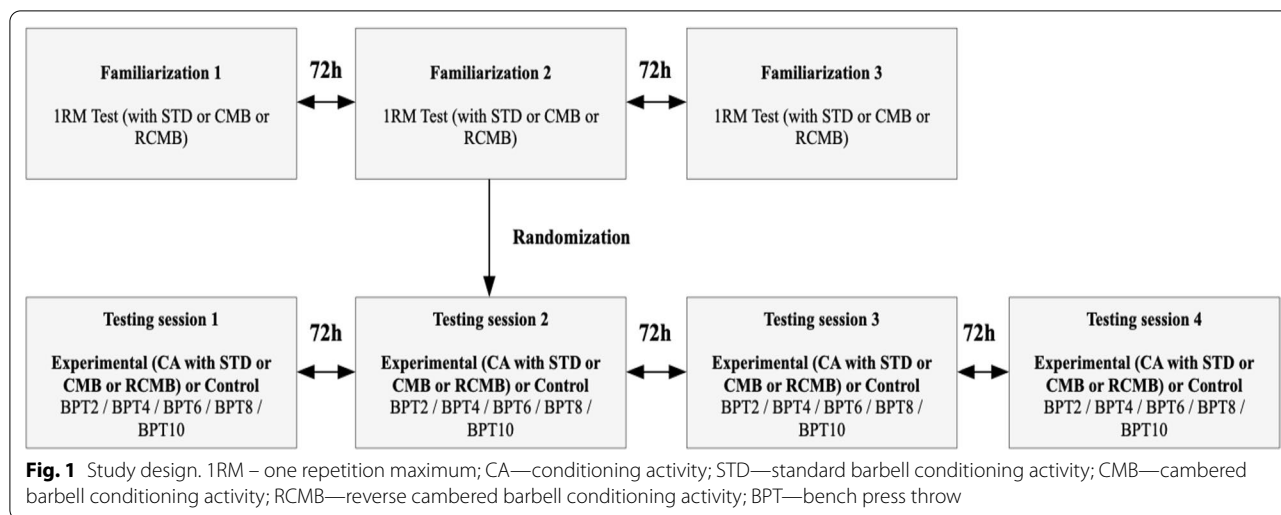 Familiarization 1
1RM Test (with STD or CMB or
RCMB)
72h
Familiarization 2
1RM Test (with STD or CMB or
RCMB)
72h
Familiarization 3
1RM Test (with STD or CMB or
RCMB)
Randomization
Testing session 1
Experimental (CA with STD or
CMB or RCMB) or Control
BPT2 / BPT4 / BPT6 / BPT8 /
BPT10
72h
Testing session 2
Experimental (CA with STD or
CMB or RCMB) or Control
BPT2 / BPT4 / BPT6 / BPT8 /
BPT10
72h
Testing session 3
Experimental (CA with STD or
CMB or RCMB) or Control
BPT2 / BPT4 / BPT6 / BPT8 /
BPT10
72h
Testing session 4
Experimental (CA with STD or
CMB or RCMB) or Control
BPT2 / BPT4 / BPT6 / BPT8 /
BPT10
Fig. 1 Study design. 1RM – one repetition maximum; CA—conditioning activity; STD—standard barbell conditioning activity; CMB—cambered
barbell conditioning activity; RCMB—reverse cambered barbell conditioning activity; BPT—bench press throw